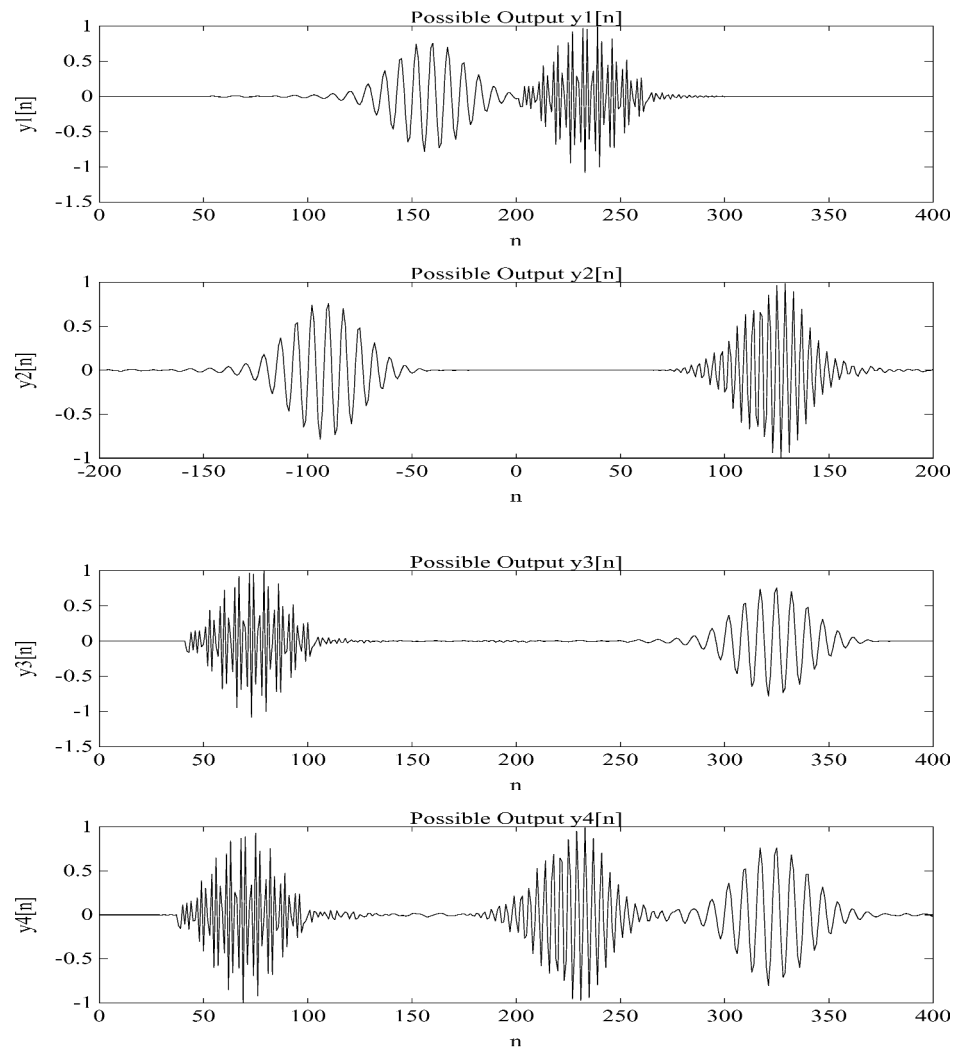 Possible Output y1[n]
1
0.5
0
-0.5
-1
-1.5
y1[n]
0 50 100 150 200 250 300 350 400
n
Possible Output y2[n]
1
0.5
0
-0.5
-1
y2[n]
-200 -150 -100 -50 0 50 100 150 200
n
Possible Output y3[n]
1
0.5
0
-0.5
-1
-1.5
y3[n]
0 50 100 150 200 250 300 350 400
n
Possible Output y4[n]
1
0.5
0
-0.5
-1
y4[n]
0 50 100 150 200 250 300 350 400
n